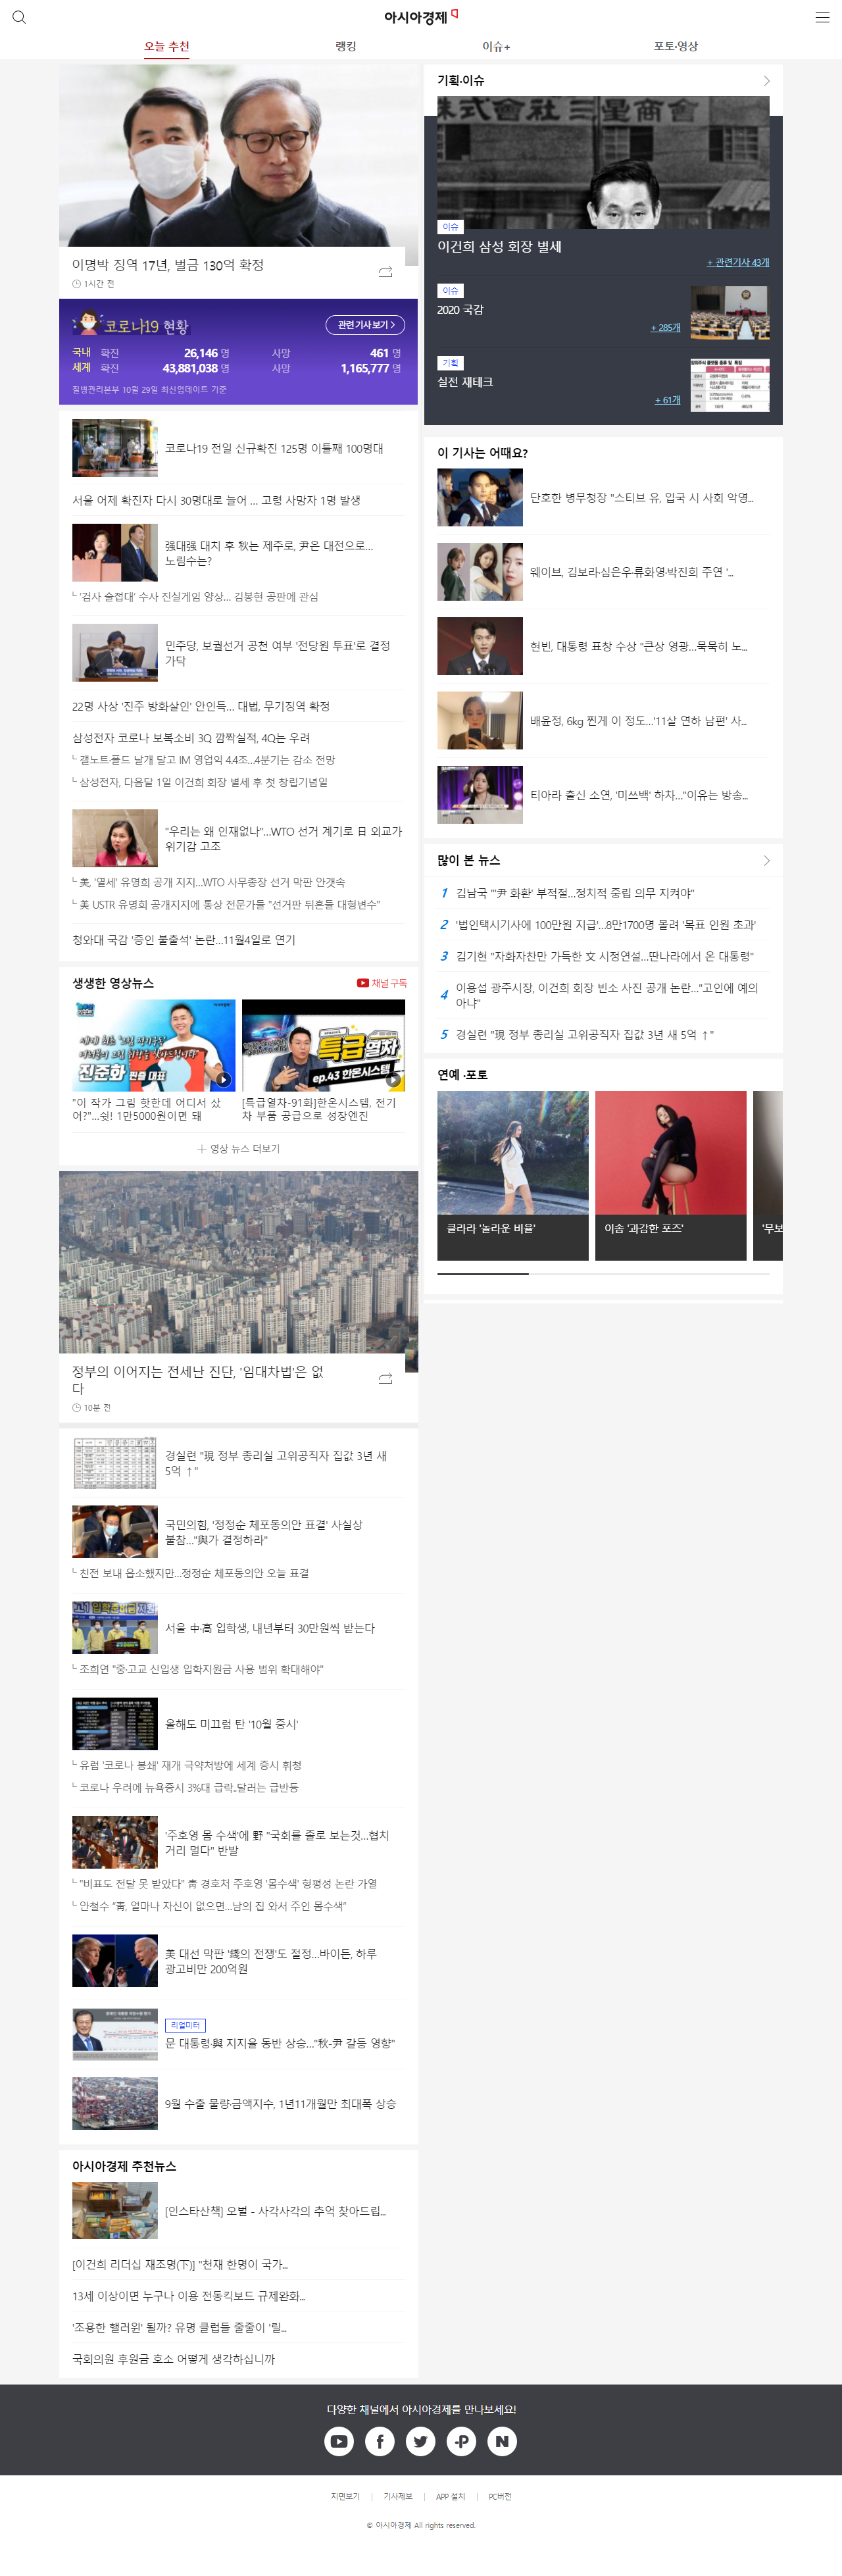 아시아경제
오늘 추천
랭킹
이슈+
포토·영상
이명박 징역 17년, 벌금 130억 확정
1시간 전
코로나19 현황
관련 기사 보기 >
국내 확진 26,146 명 사망 461 명
세계 확진 43,881,038 명 사망 1,165,777 명
질병관리본부 10월 29일 최신업데이트 기준
코로나19 전일 신규확진 125명 이틀째 100명대
서울 어제 확진자 다시 30명대로 늘어 ... 고령 사망자 1명 발생
强대强 대치 후 秋는 제주로, 尹은 대전으로...
노림수는?
'검사 술접대' 수사 진실게임 양상... 김봉현 공판에 관심
민주당, 보궐선거 공천 여부 '전당원 투표'로 결정
가닥
22명 사상 '진주 방화살인' 안인득... 대법, 무기징역 확정
삼성전자 코로나 보복소비 3Q 깜짝실적, 4Q는 우려
갤노트·폴드 날개 달고 IM 영업익 4.4조...4분기는 감소 전망
삼성전자, 다음달 1일 이건희 회장 별세 후 첫 창립기념일
"우리는 왜 인재없나"...WTO 선거 계기로 日 외교가
위기감 고조
美, '열세' 유명희 공개 지지...WTO 사무총장 선거 막판 안갯속
美 USTR 유명희 공개지지에 통상 전문가들 "선거판 뒤흔들 대형변수"
청와대 국감 '증인 불출석' 논란...11월4일로 연기
생생한 영상뉴스
채널 구독
진준화 핀즐 대표
특급열차
ep.43 한온시스템
"이 작가 그림 핫한데 어디서 샀
어?"...쉿! 1만5000원이면 돼
[특급열차-91화]한온시스템, 전기
차 부품 공급으로 성장엔진
영상 뉴스 더보기
정부의 이어지는 전세난 진단, '임대차법'은 없
다
10분 전
경실련 "現 정부 총리실 고위공직자 집값 3년 새
5억 ↑"
국민의힘, '정정순 체포동의안 표결' 사실상
불참..."與가 결정하라"
친전 보내 읍소했지만...정정순 체포동의안 오늘 표결
서울 中·高 입학생, 내년부터 30만원씩 받는다
조희연 "중·고교 신입생 입학지원금 사용 범위 확대해야"
올해도 미끄럼 탄 '10월 증시'
유럽 '코로나 봉쇄' 재개 극약처방에 세계 증시 휘청
코로나 우려에 뉴욕증시 3%대 급락..달러는 급반등
'주호영 몸 수색'에 野 "국회를 졸로 보는것...협치
거리 멀다" 반발
"비표도 전달 못 받았다" 靑 경호처 주호영 '몸수색' 형평성 논란 가열
안철수 "靑, 얼마나 자신이 없으면...남의 집 와서 주인 몸수색"
美 대선 막판 '錢의 전쟁'도 절정...바이든, 하루
광고비만 200억원
리얼미터
문 대통령·與 지지율 동반 상승..."秋-尹 갈등 영향"
9월 수출 물량·금액지수, 1년11개월만 최대폭 상승
아시아경제 추천뉴스
[인스타산책] 오벌 - 사각사각의 추억 찾아드립...
[이건희 리더십 재조명(下)] "천재 한명이 국가...
13세 이상이면 누구나 이용 전동킥보드 규제완화...
'조용한 핼러윈' 될까? 유명 클럽들 줄줄이 '릴...
국회의원 후원금 호소 어떻게 생각하십니까
기획·이슈
株式會社三星商會
이슈
이건희 삼성 회장 별세
+ 관련기사 43개
이슈
2020 국감
+ 285개
기획
실전 재테크
+ 61개
이 기사는 어때요?
단호한 병무청장 "스티브 유, 입국 시 사회 악영...
웨이브, 김보라·심은우·류화영·박진희 주연 '...
현빈, 대통령 표창 수상 "큰상 영광...묵묵히 노...
배윤정, 6kg 찐게 이 정도...'11살 연하 남편' 사...
티아라 출신 소연, '미쓰백' 하차..."이유는 방송...
많이 본 뉴스
1 김남국 "'尹 화환' 부적절...정치적 중립 의무 지켜야"
2 '법인택시기사에 100만원 지급'...8만1700명 몰려 '목표 인원 초과'
3 김기현 "자화자찬만 가득한 文 시정연설...딴나라에서 온 대통령"
4 이용섭 광주시장, 이건희 회장 빈소 사진 공개 논란..."고인에 예의
아냐"
5 경실련 "現 정부 총리실 고위공직자 집값 3년 새 5억 ↑"
연예 ·포토
클라라 '놀라운 비율'
이솜 '과감한 포즈'
'무보
다양한 채널에서 아시아경제를 만나보세요!
지면보기 | 기사제보 | APP 설치 | PC버전
© 아시아경제 All rights reserved.